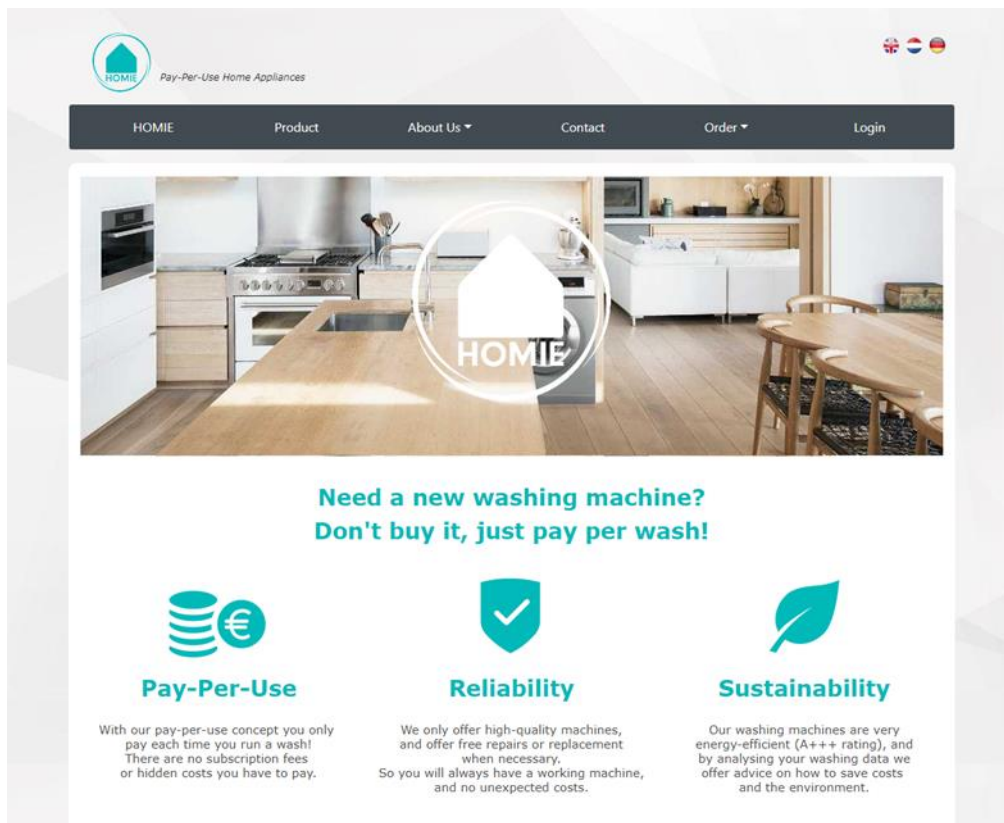 HOMIE
Pay-Per-Use Home Appliances
HOMIE Product About Us Contact Order Login
HOMIE
Need a new washing machine?
Don't buy it, just pay per wash!
€
Pay-Per-Use
With our pay-per-use concept you only
pay each time you run a wash!
There are no subscription fees
or hidden costs you have to pay.
Reliability
We only offer high-quality machines,
and offer free repairs or replacement
when necessary.
So you will always have a working machine,
and no unexpected costs.
Sustainability
Our washing machines are very
energy-efficient (A+++ rating), and
by analysing your washing data we
offer advice on how to save costs
and the environment.